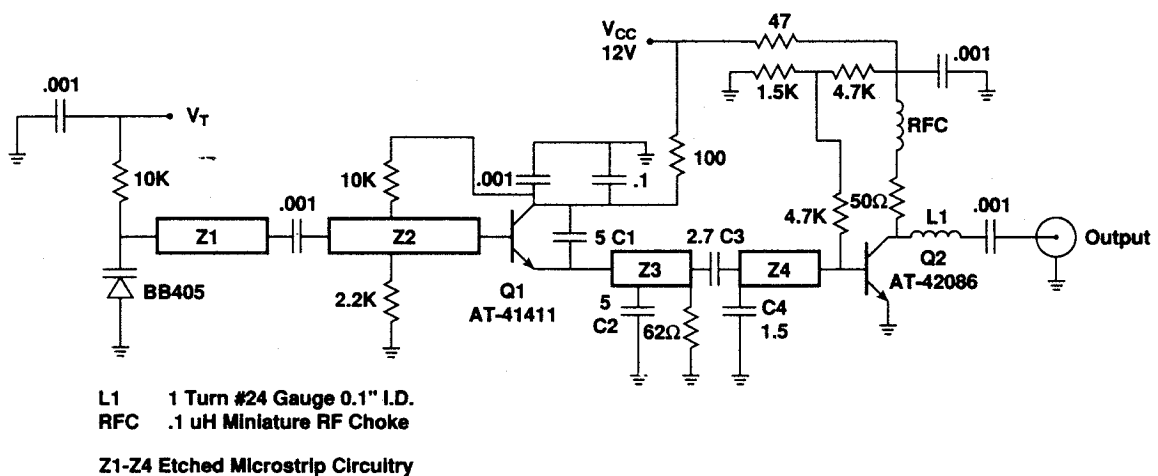 47
VCC
12V
.001
.001
1.5K
4.7K
VT
RFC
100
10K
10K
.001
.1
.001
4.7K
50Ω
L1
.001
Z1
Z2
5 C1
2.7 C3
Output
Z3
Z4
Q2
AT-42086
BB405
2.2K
Q1
AT-41411
5
C2
62Ω
C4
1.5
L1 1 Turn #24 Gauge 0.1" I.D.
RFC .1 uH Miniature RF Choke
Z1-Z4 Etched Microstrip Circuitry